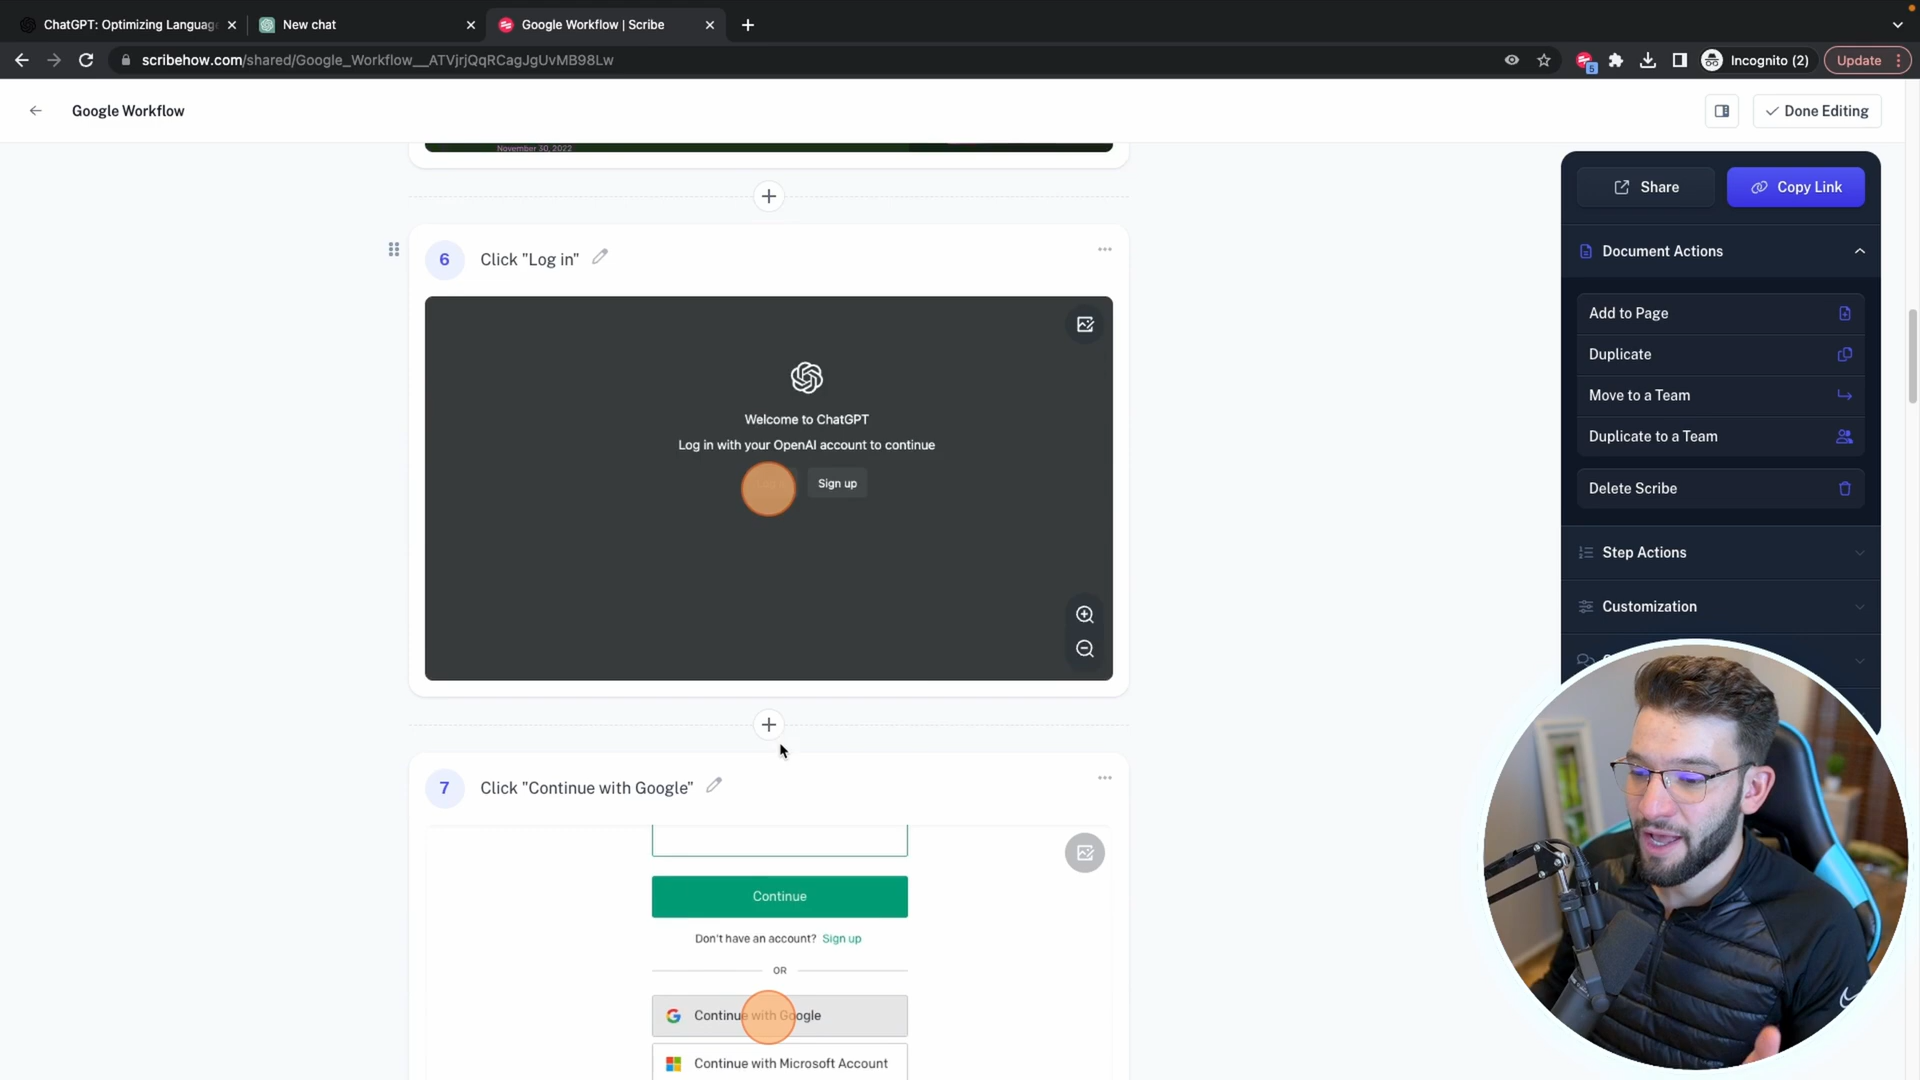 ChatGPT: Optimizing Languag
New chat
Google Workflow | Scribe
scribehow.com/shared/Google_Workflow__ATVjrjQqRCagJgUvMB98Lw
5
Incognito (2)
Update
Google Workflow
Done Editing
November 30, 2022
Share
Copy Link
Document Actions
Add to Page
Duplicate
Move to a Team
Duplicate to a Team
Delete Scribe
Step Actions
Customization
6
Click "Log in"
Welcome to ChatGPT
Log in with your OpenAI account to continue
Sign up
7
Click "Continue with Google"
Continue
Don't have an account? Sign up
OR
Continue with Google
Continue with Microsoft Account